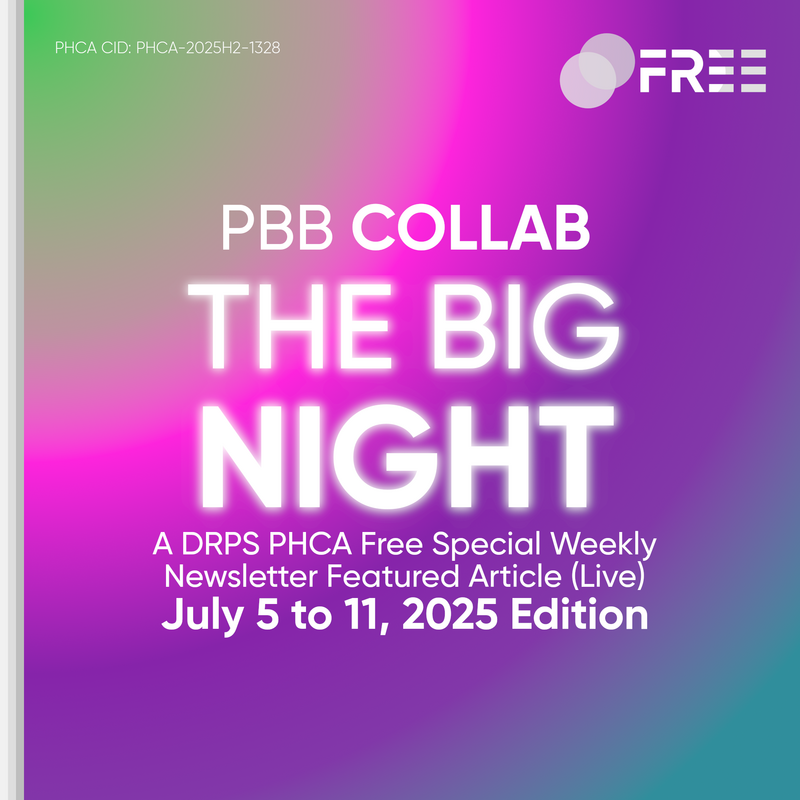 PHCA CID: PHCA-2025H2-1328
FREE
PBB COLLAB
THE BIG
NIGHT
A DRPS PHCA Free Special Weekly
Newsletter Featured Article (Live)
July 5 to 11, 2025 Edition